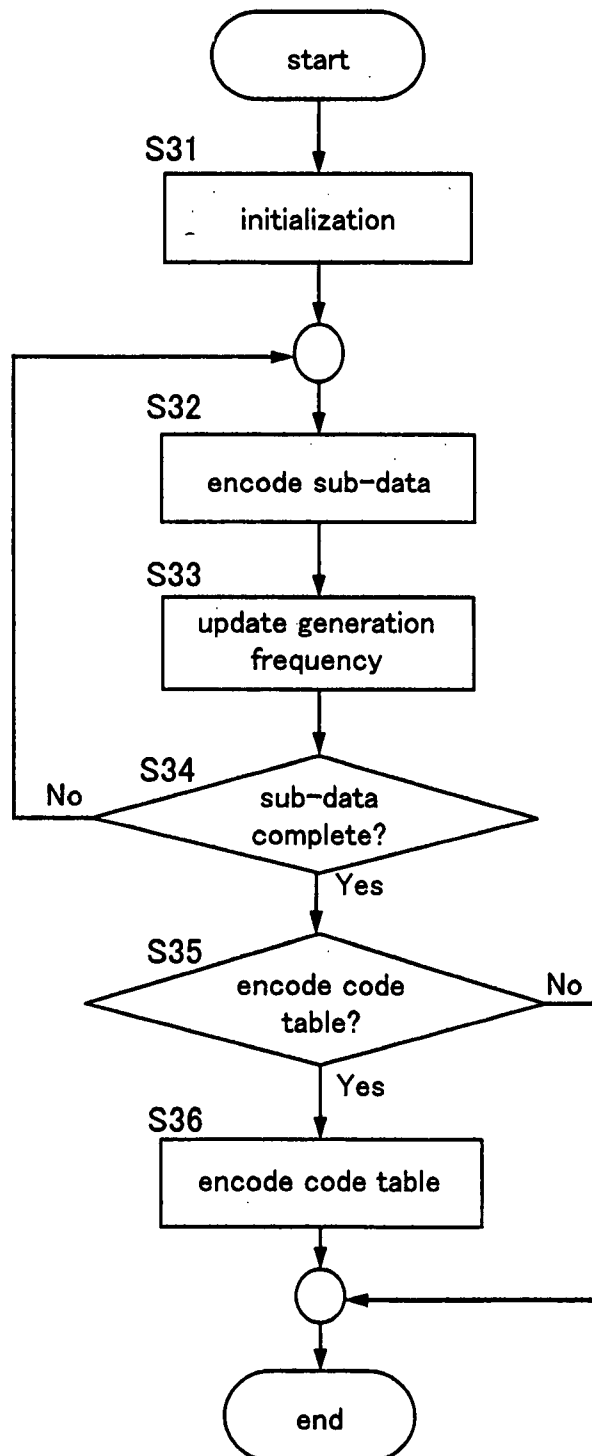 start
S31
initialization
S32
encode sub-data
S33
update generation
frequency
S34
No
sub-data
complete?
Yes
S35
encode code
table?
No
Yes
S36
encode code table
end